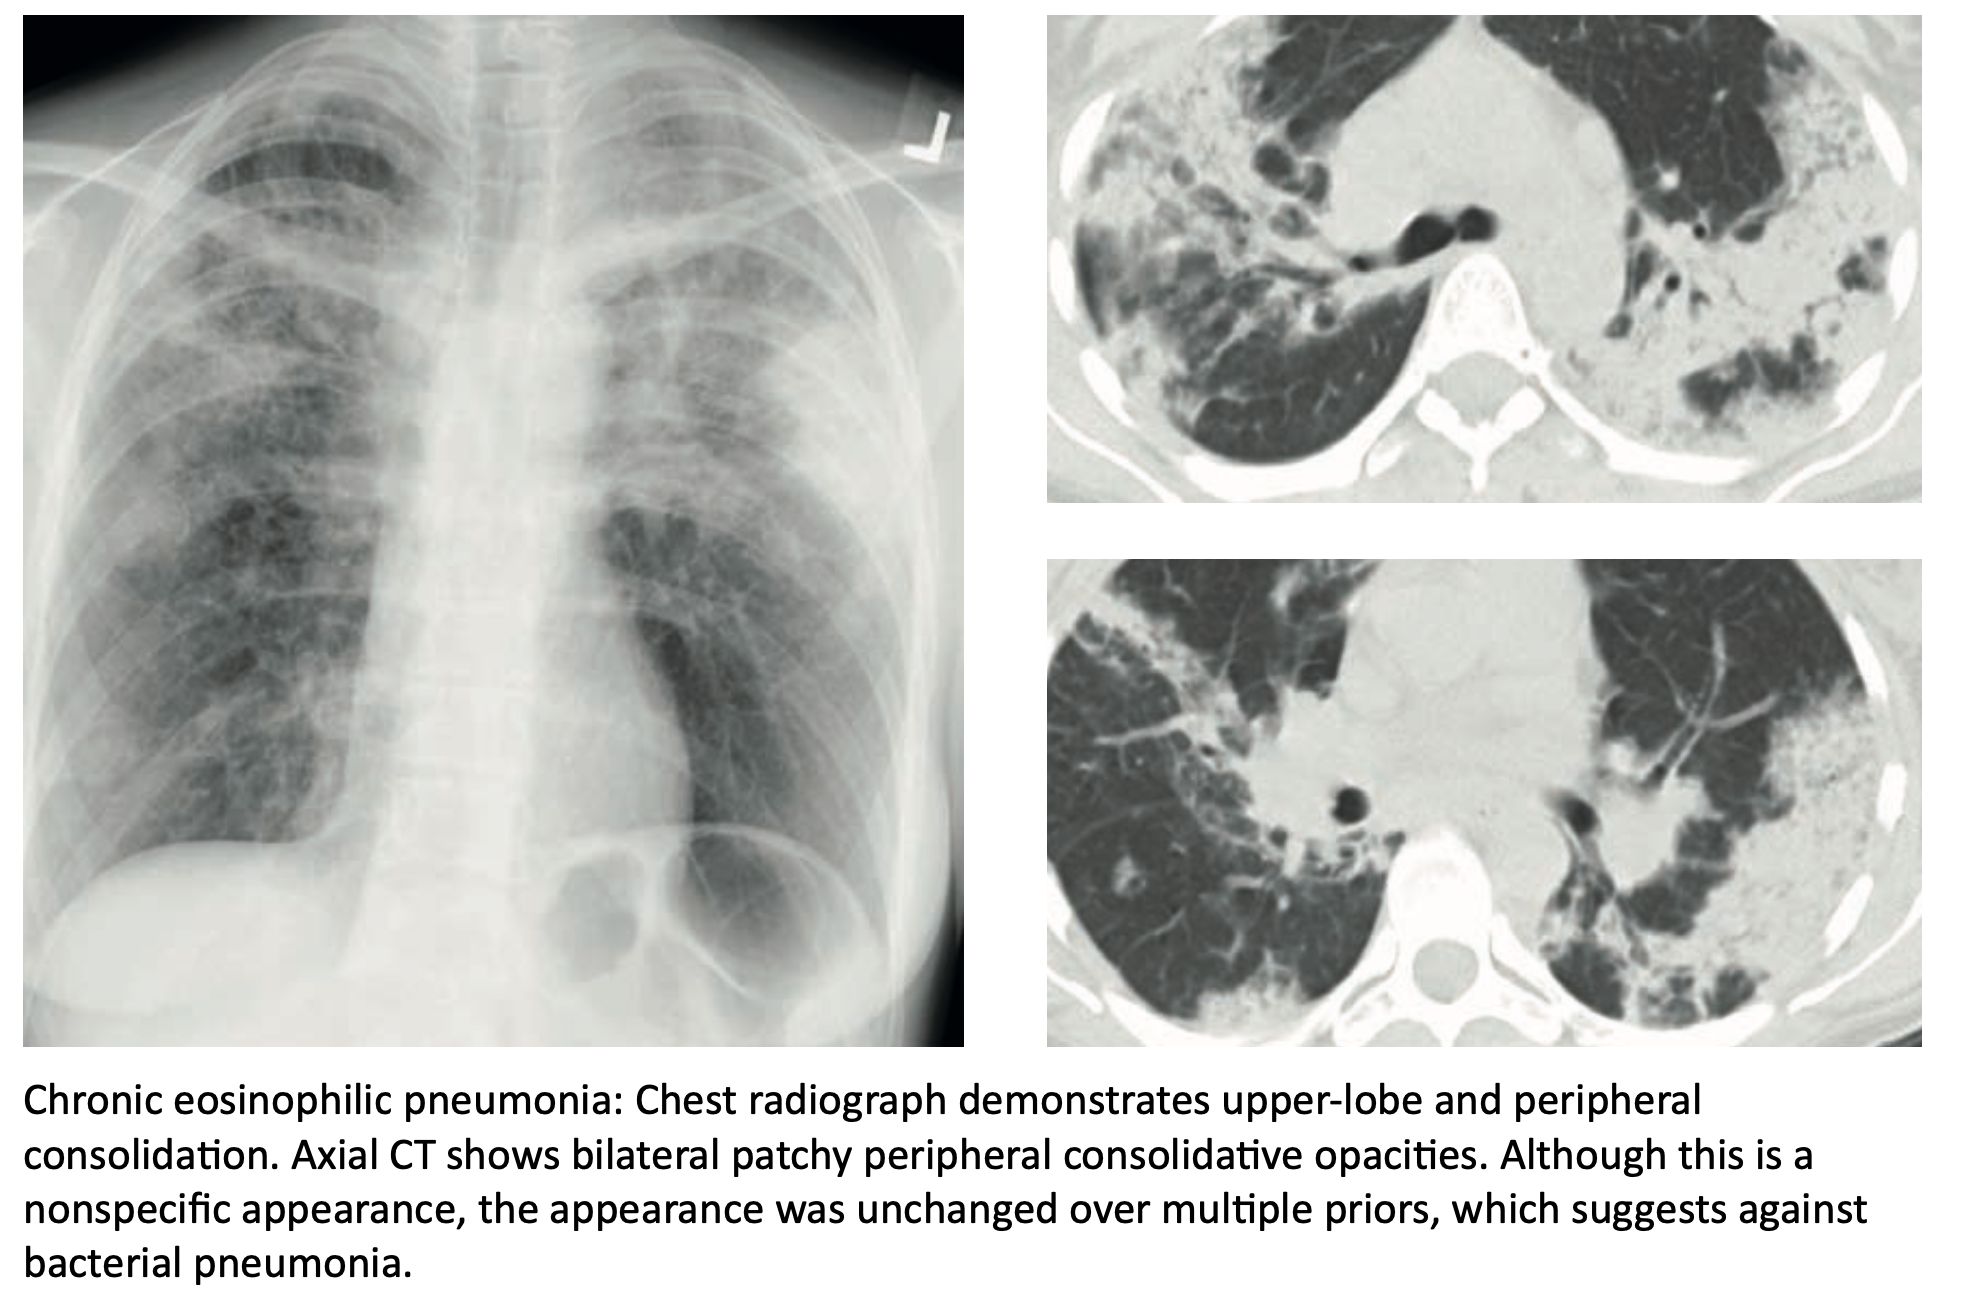 L
Chronic eosinophilic pneumonia: Chest radiograph demonstrates upper-lobe and peripheral
consolidation. Axial CT shows bilateral patchy peripheral consolidative opacities. Although this is a
nonspecific appearance, the appearance was unchanged over multiple priors, which suggests against
bacterial pneumonia.